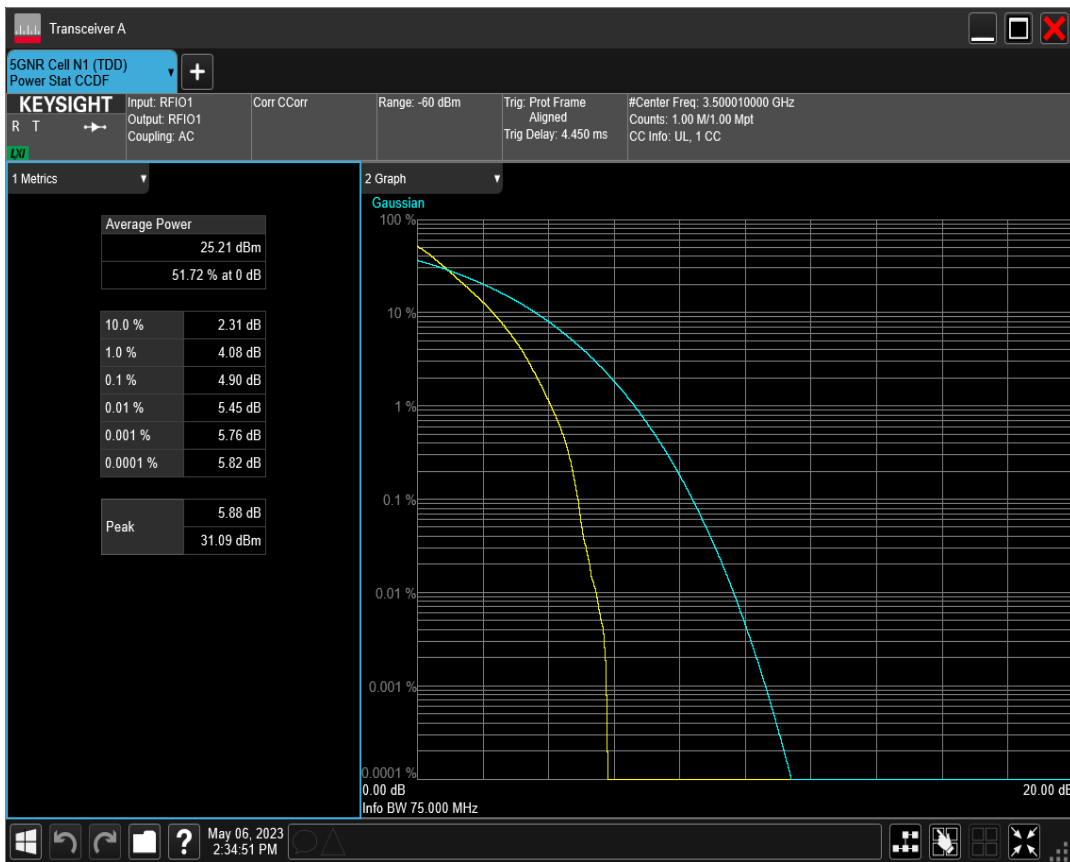 Transceiver A
5GNR Cell N1 (TDD)
Power Stat CCDF
KEYSIGHT
R T
LXI
Input: RFIO1
Output: RFIO1
Coupling: AC
Corr CCorr
Range: -60 dBm
Trig: Prot Frame
Aligned
Trig Delay: 4.450 ms
#Center Freq: 3.500010000 GHz
Counts: 1.00 M/1.00 Mpt
CC Info: UL, 1 CC
1 Metrics
Average Power
25.21 dBm
51.72 % at 0 dB
10.0 % 2.31 dB
1.0 % 4.08 dB
0.1 % 4.90 dB
0.01 % 5.45 dB
0.001 % 5.76 dB
0.0001 % 5.82 dB
Peak 5.88 dB
31.09 dBm
2 Graph
Gaussian
100 %
10 %
1 %
0.1 %
0.01 %
0.001 %
0.0001 %
0.00 dB 20.00 dB
Info BW 75.000 MHz
? May 06, 2023
2:34:51 PM